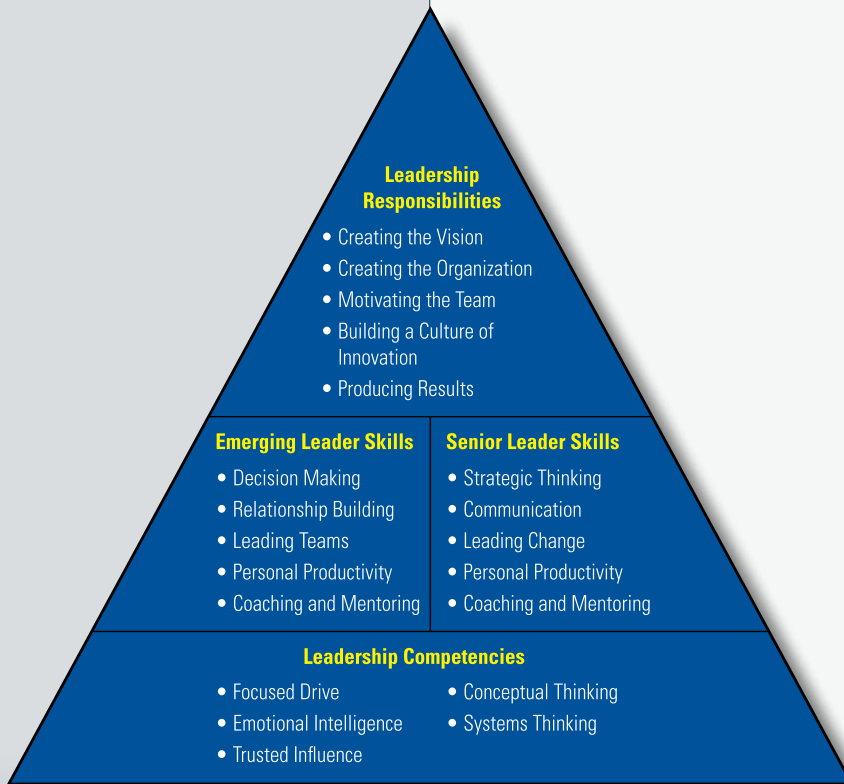 Leadership
Responsibilities
• Creating the Vision
• Creating the Organization
• Motivating the Team
• Building a Culture of
Innovation
• Producing Results
Emerging Leader Skills
• Decision Making
• Relationship Building
• Leading Teams
• Personal Productivity
• Coaching and Mentoring
Senior Leader Skills
• Strategic Thinking
• Communication
• Leading Change
• Personal Productivity
• Coaching and Mentoring
Leadership Competencies
• Focused Drive
• Emotional Intelligence
• Trusted Influence
• Conceptual Thinking
• Systems Thinking